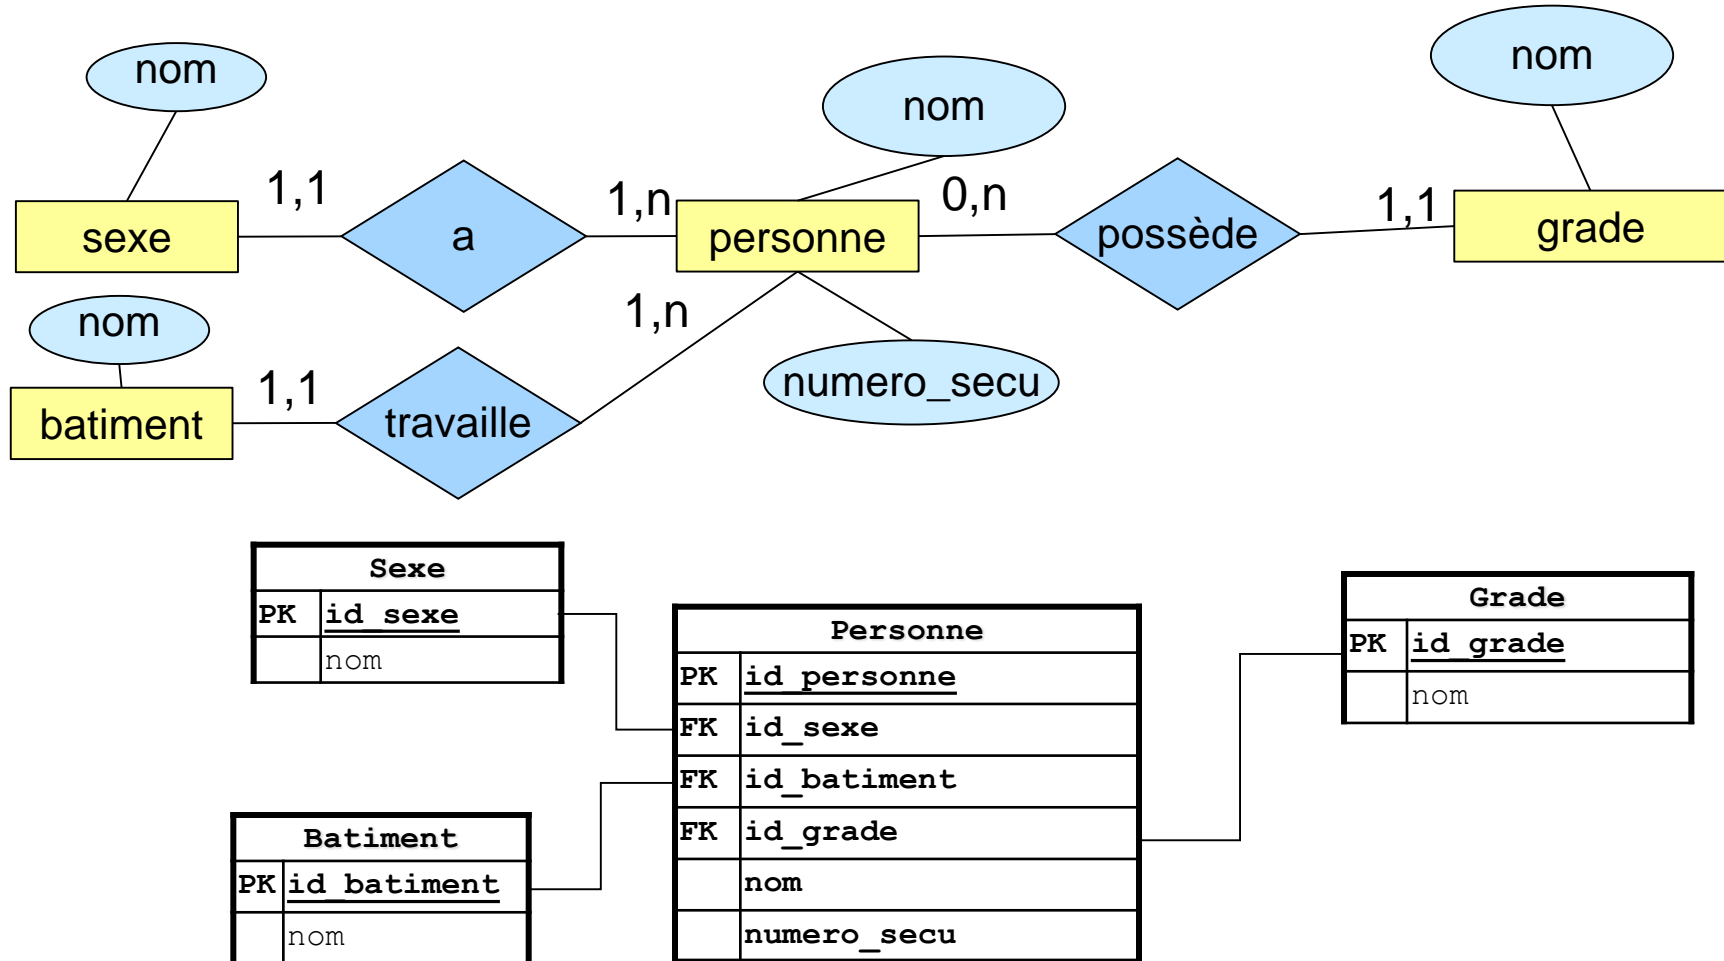 nom
nom
nom
1,1
1,n
0,n
1,1
sexe
a
personne
possède
grade
nom
1,n
1,1
numero_secu
batiment
travaille
Sexe
PK id_sexe
nom
Personne
PK id_personne
FK id_sexe
FK id_batiment
FK id_grade
nom
numero_secu
Grade
PK id_grade
nom
Batiment
PK id_batiment
nom